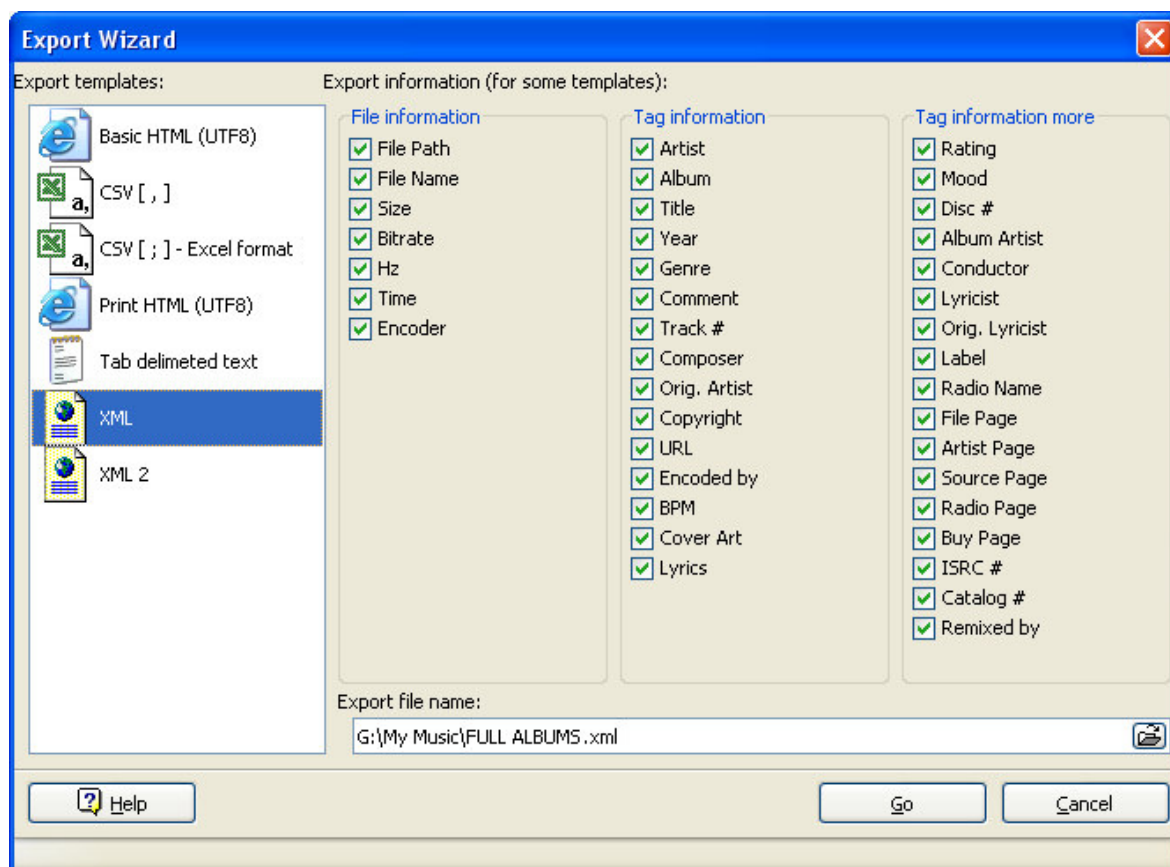 Export Wizard
Export templates:
Basic HTML (UTF8)
CSV [ , ]
CSV [ ; ] - Excel format
Print HTML (UTF8)
Tab delimeted text
XML
XML 2
Export information (for some templates):
File information
File Path
File Name
Size
Bitrate
Hz
Time
Encoder
Tag information
Artist
Album
Title
Year
Genre
Comment
Track #
Composer
Orig. Artist
Copyright
URL
Encoded by
BPM
Cover Art
Lyrics
Tag information more
Rating
Mood
Disc #
Album Artist
Conductor
Lyricist
Orig. Lyricist
Label
Radio Name
File Page
Artist Page
Source Page
Radio Page
Buy Page
ISRC #
Catalog #
Remixed by
Export file name:
G:\My Music\FULL ALBUMS.xml
Help
Go
Cancel